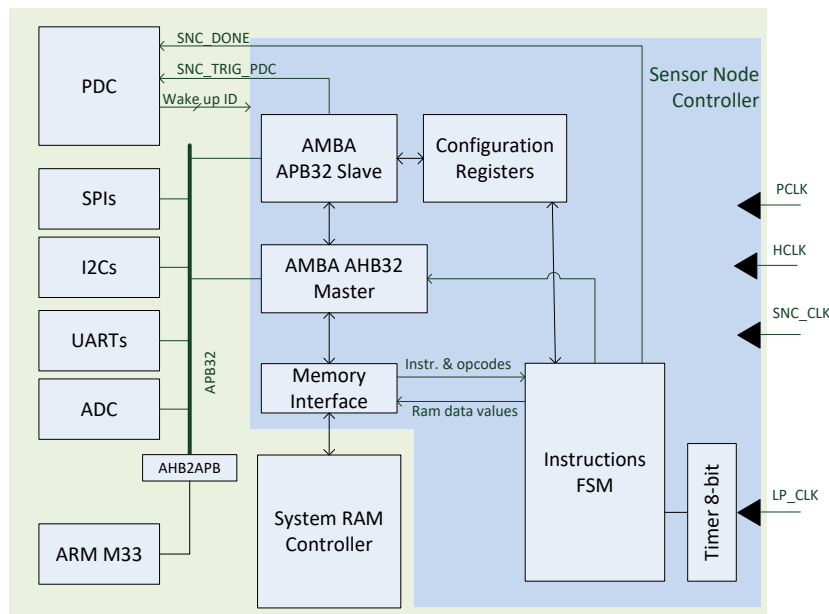 SNC_DONE
PDC
SNC_TRIG_PDC
Wake up ID
Sensor Node
Controller
AMBA
APB32 Slave
Configuration
Registers
SPIs
PCLK
I2Cs
AMBA AHB32
Master
HCLK
UARTs
SNC_CLK
APB32
Memory
Interface
Instr. & opcodes
Ram data values
ADC
AHB2APB
Instructions
FSM
Timer 8-bit
LP_CLK
System RAM
Controller
ARM M33